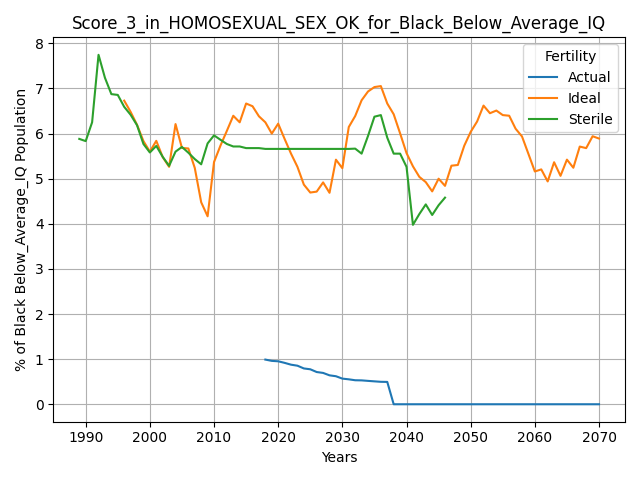 Score_3_in_HOMOSEXUAL_SEX_OK_for_Black_Below_Average_IQ
% of Black Below_Average_IQ Population
8
7
6
5
4
3
2
1
0
Fertility
Actual
Ideal
Sterile
1990 2000 2010 2020 2030 2040 2050 2060 2070
Years